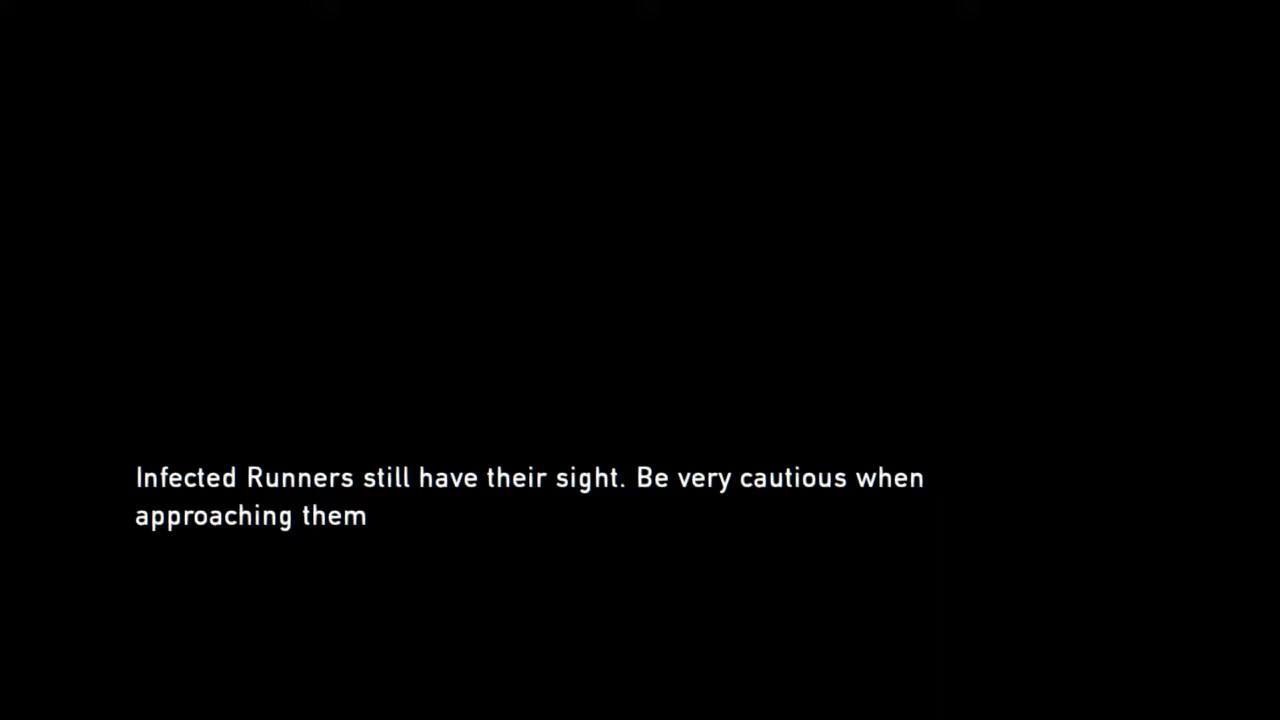 Infected Runners still have their sight. Be very cautious when
approaching them